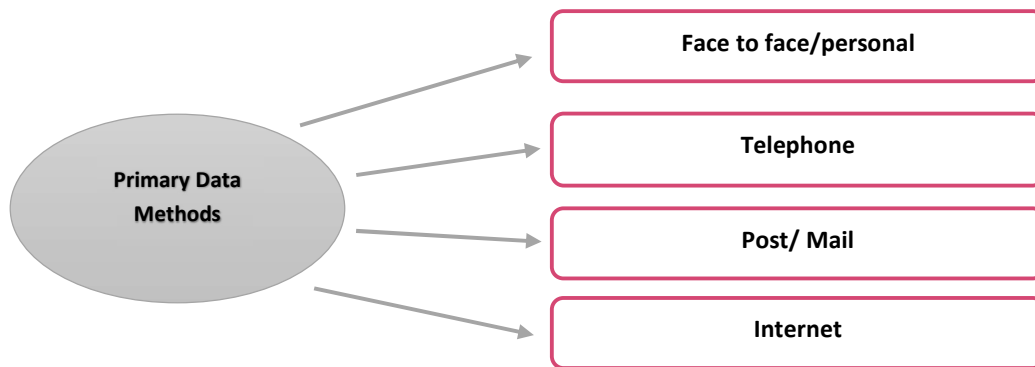 Primary Data
Methods
Face to face/personal
Telephone
Post/ Mail
Internet